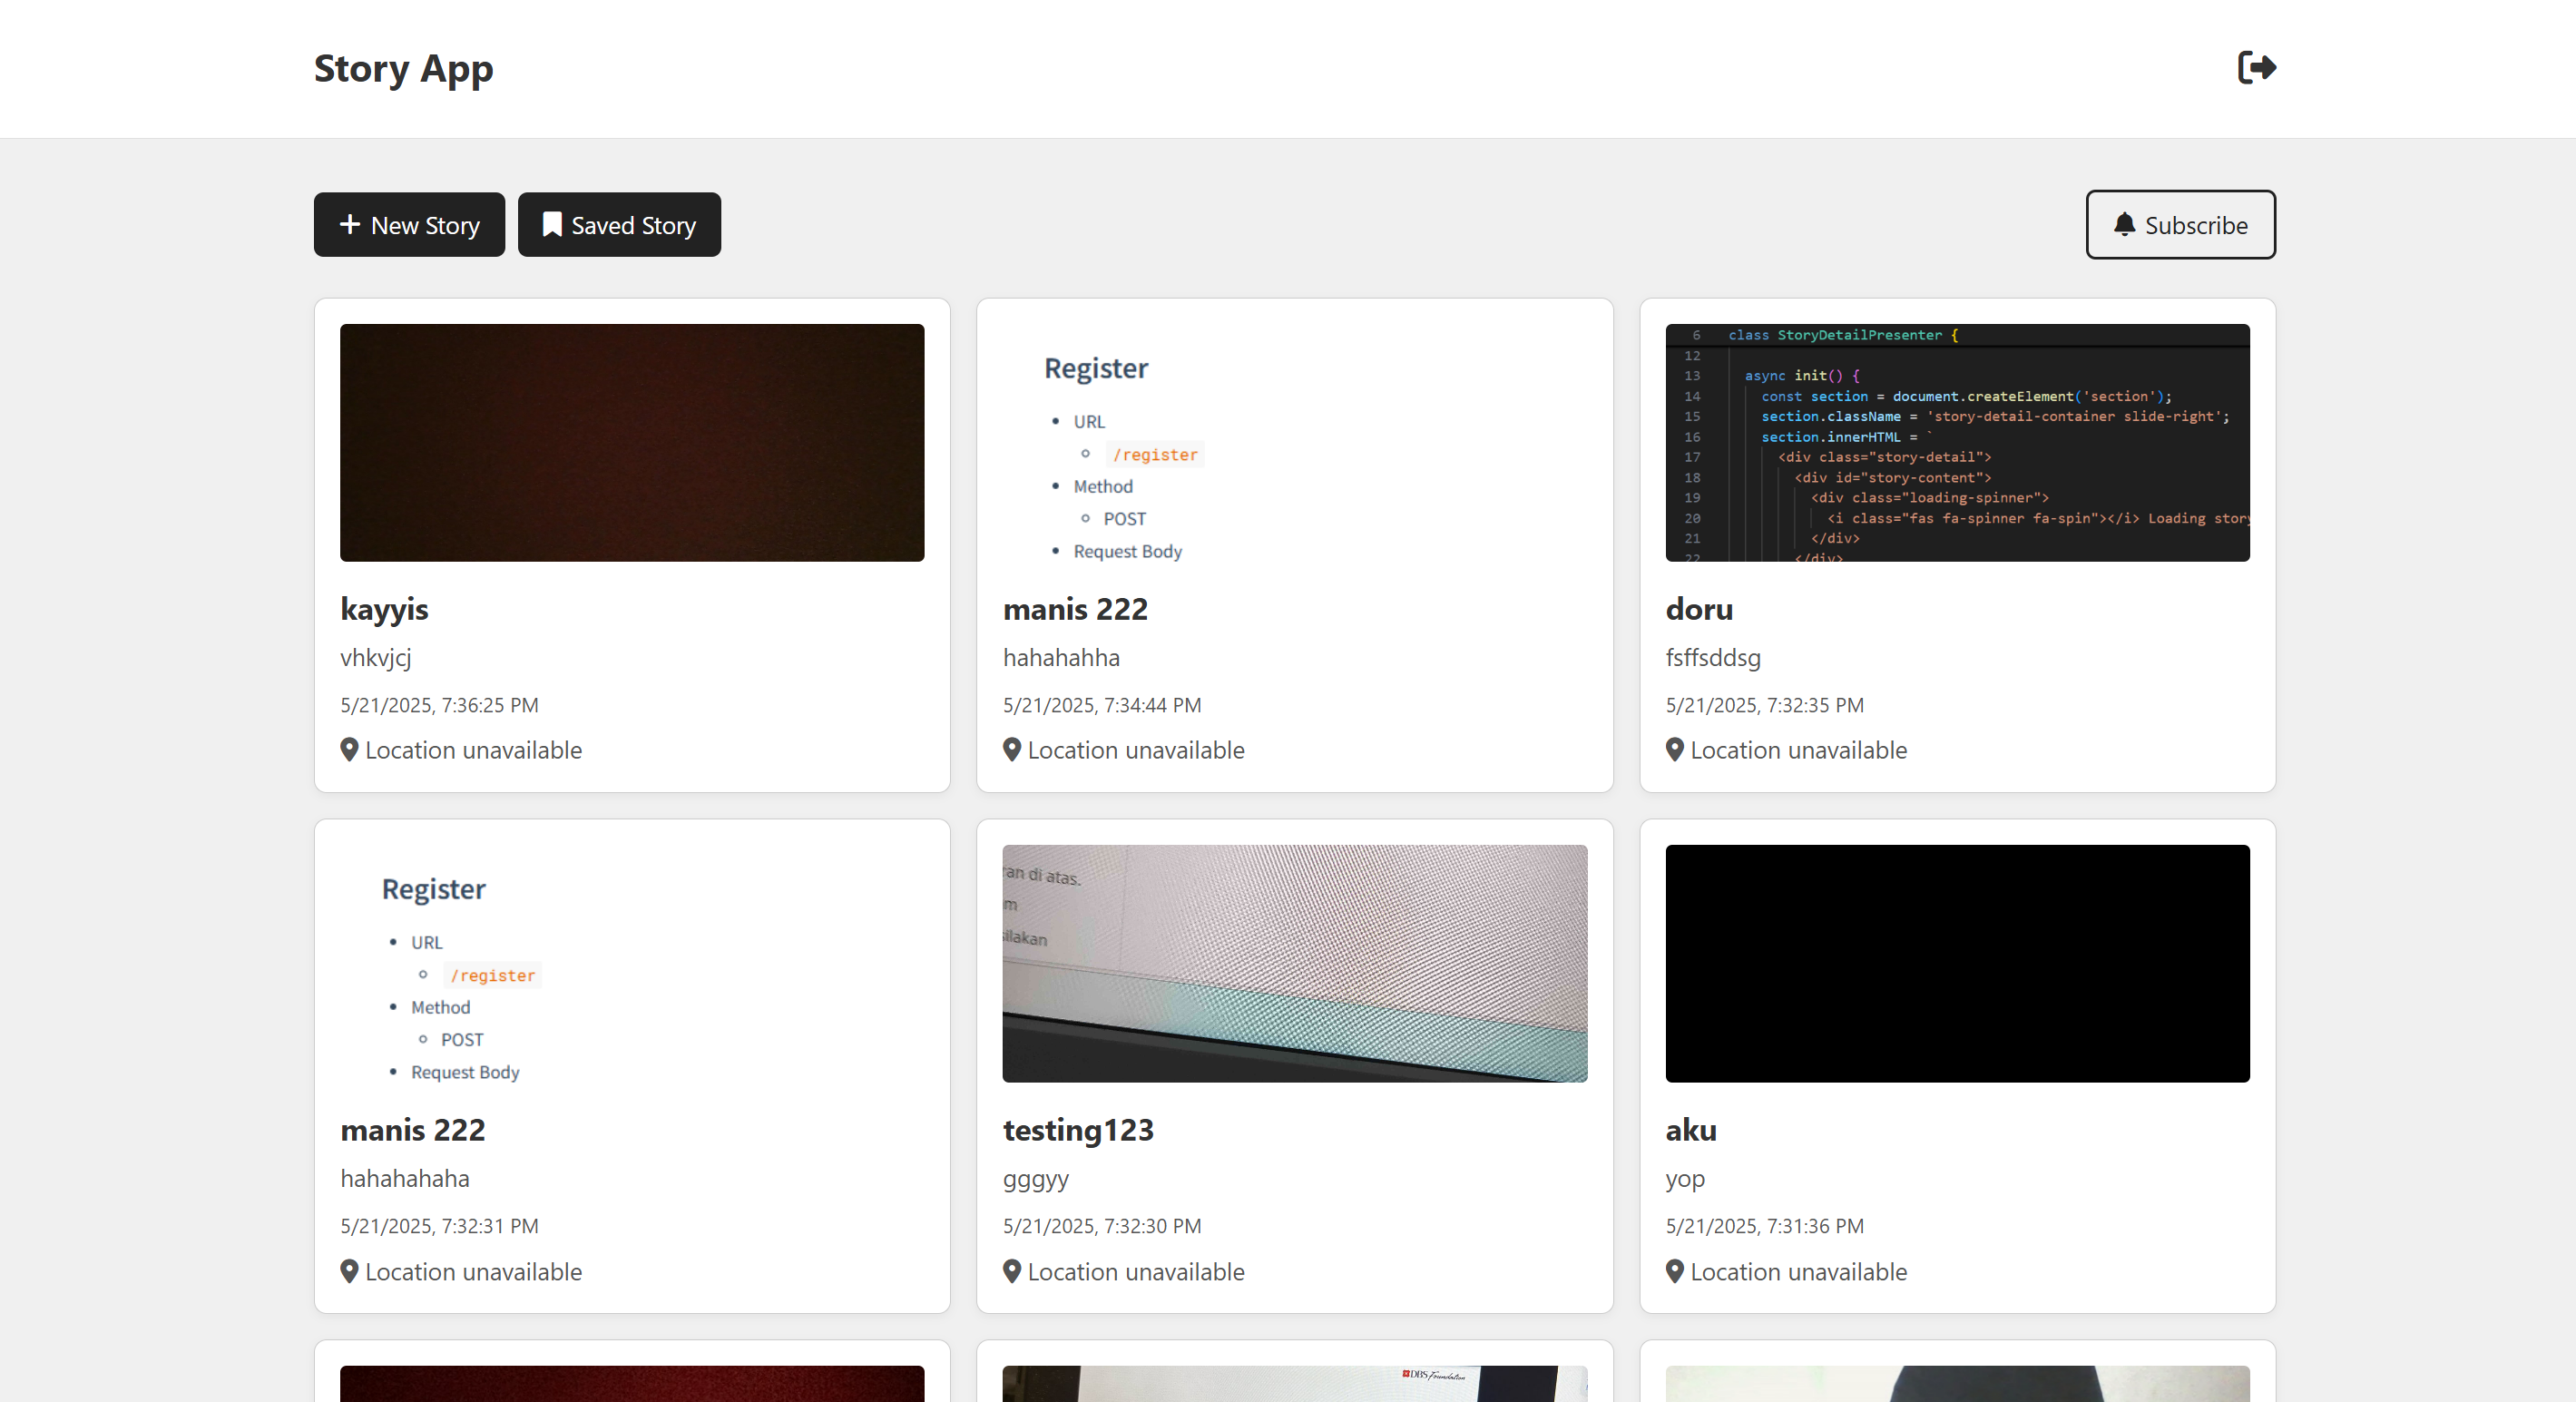 Story App
New Story
Saved Story
Subscribe
Register
URL
/register
Method
POST
Request Body
6 class StoryDetailPresenter {
12
13 async init() {
14 const section = document.createElement('section');
15 section.className = 'story-detail-container slide-right';
16 section.innerHTML = `
17 <div class="story-detail">
18 <div id="story-content">
19 <div class="loading-spinner">
20 <i class="fas fa-spinner fa-spin"></i> Loading story
21 </div>
22 </div>
kayyis
vhkvjcj
5/21/2025, 7:36:25 PM
Location unavailable
manis 222
hahahahha
5/21/2025, 7:34:44 PM
Location unavailable
doru
fsffsddsg
5/21/2025, 7:32:35 PM
Location unavailable
Register
URL
/register
Method
POST
Request Body
an di atas.
m
silakan
manis 222
hahahahaha
5/21/2025, 7:32:31 PM
Location unavailable
testing123
gggyy
5/21/2025, 7:32:30 PM
Location unavailable
aku
yop
5/21/2025, 7:31:36 PM
Location unavailable
DBS Foundation